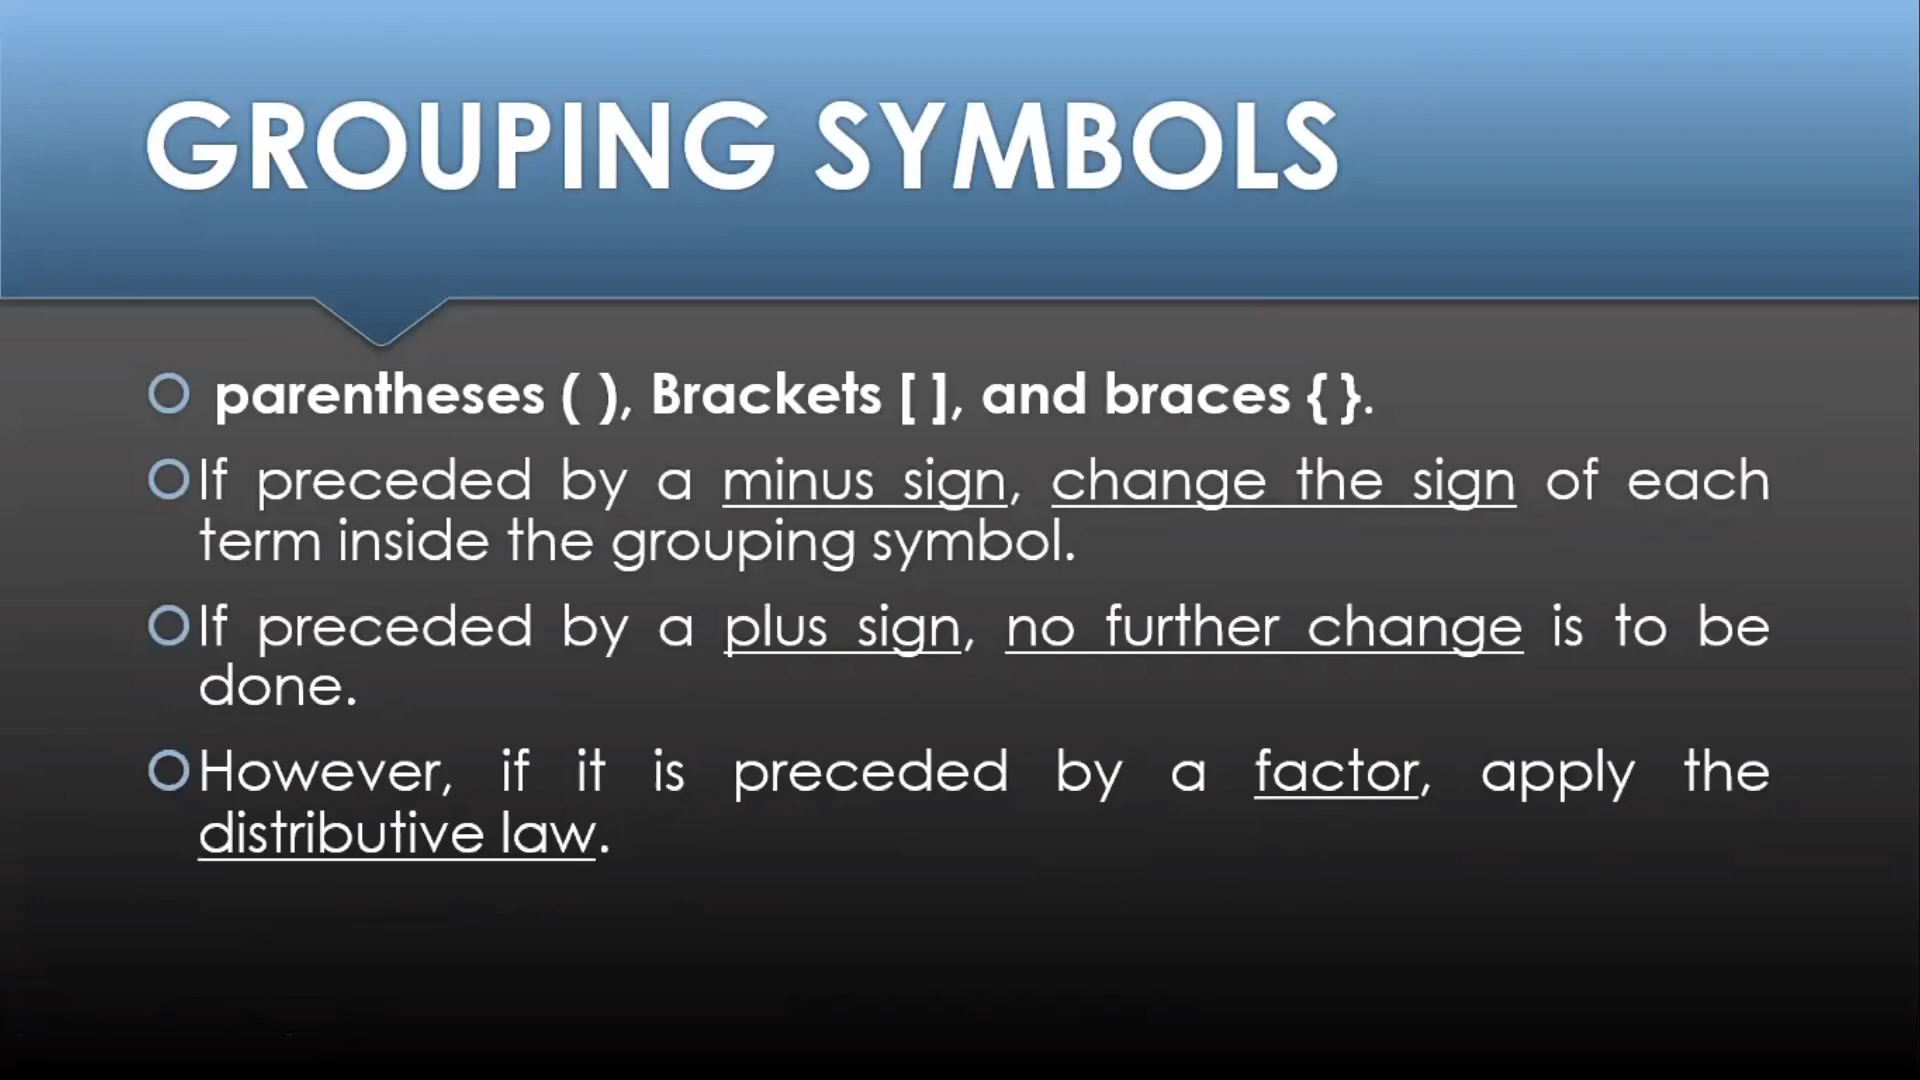 GROUPING SYMBOLS
parentheses ( ), Brackets [ ], and braces { }.
If preceded by a minus sign, change the sign of each
term inside the grouping symbol.
If preceded by a plus sign, no further change is to be
done.
However, if it is preceded by a factor, apply the
distributive law.